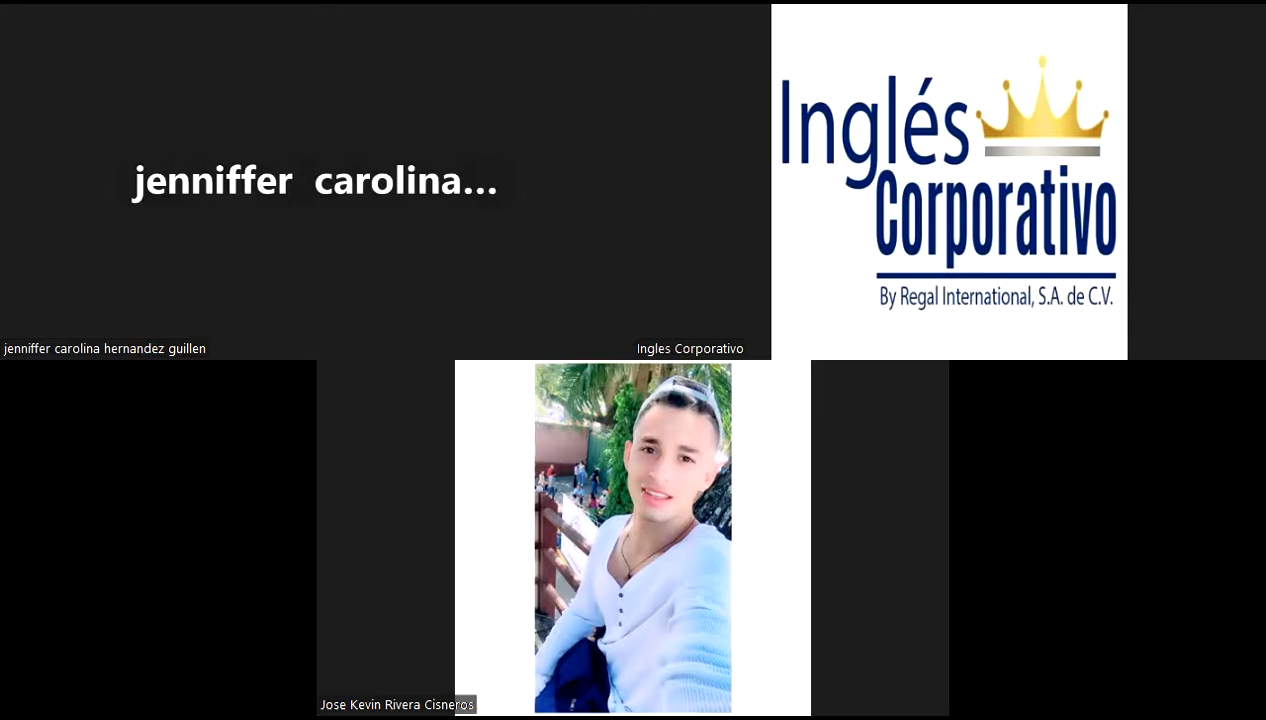 jenniffer carolina...
Inglés
Corporativo
By Regal International, S.A. de C.V.
jenniffer carolina hernandez guillen
Ingles Corporativo
Jose Kevin Rivera Cisneros